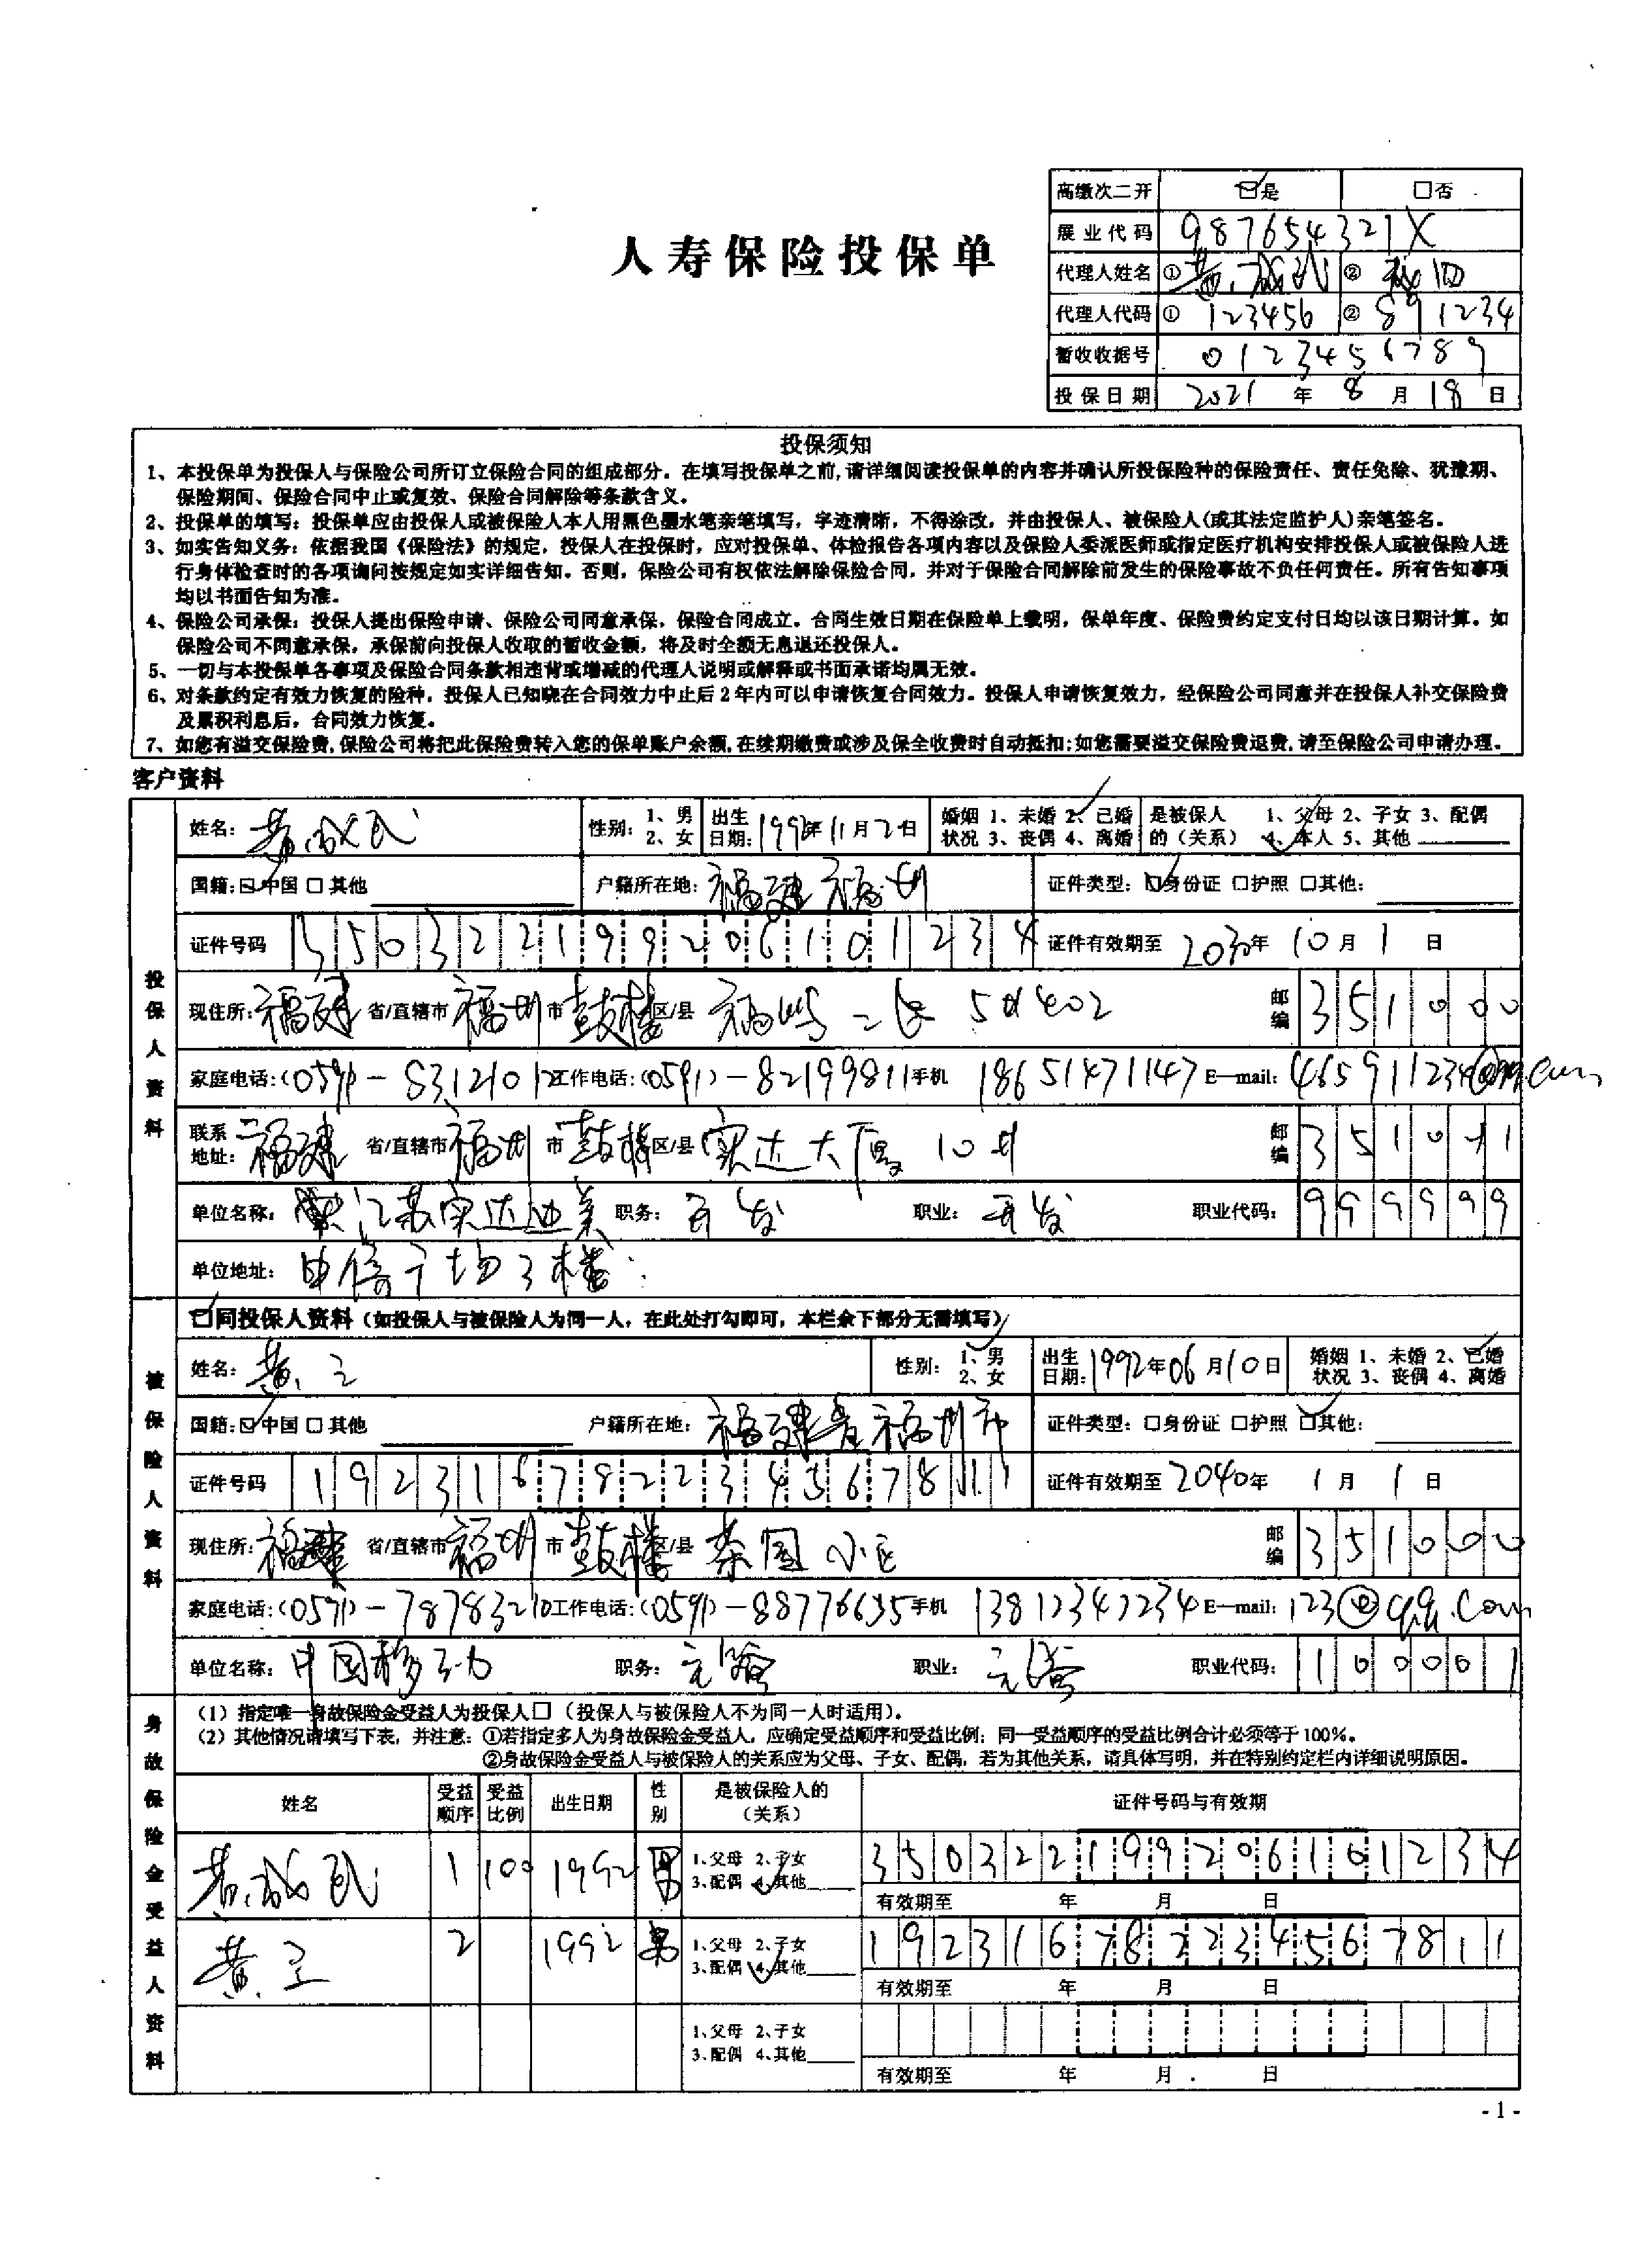 高缴次二开 ☑是 □否
人寿保险投保单
展业代码 987654321X
代理人姓名 ① 黄成武 ②
代理人代码 ① 123456 ② 891234
暂收收据号 0123456789
投保日期 2021 年 8 月 18 日
投保须知
1、本投保单为投保人与保险公司所订立保险合同的组成部分。在填写投保单之前,请详细阅读投保单的内容并确认所投保险种的保险责任、责任免除、犹豫期、
保险期间、保险合同中止或复效、保险合同解除等条款含义。
2、投保单的填写：投保单应由投保人或被保险人本人用黑色墨水笔亲笔填写，字迹清晰，不得涂改，并由投保人、被保险人(或其法定监护人)亲笔签名。
3、如实告知义务：依据我国《保险法》的规定，投保人在投保时，应对投保单、体检报告各项内容以及保险人委派医师或指定医疗机构安排投保人或被保险人进
行身体检查时的各项询问按规定如实详细告知。否则，保险公司有权依法解除保险合同，并对于保险合同解除前发生的保险事故不负任何责任。所有告知事项
均以书面告知为准。
4、保险公司承保：投保人提出保险申请、保险公司同意承保，保险合同成立。合同生效日期在保险单上载明，保单年度、保险费约定支付日均以该日期计算。如
保险公司不同意承保，承保前向投保人收取的暂收金额，将及时全额无息退还投保人。
5、一切与本投保单各事项及保险合同条款相违背或增减的代理人说明或解释或书面承诺均属无效。
6、对条款约定有效力恢复的险种，投保人已知晓在合同效力中止后 2 年内可以申请恢复合同效力。投保人申请恢复效力，经保险公司同意并在投保人补交保险费
及累积利息后，合同效力恢复。
7、如您有溢交保险费,保险公司将把此保险费转入您的保单账户余额,在续期缴费或涉及保全收费时自动抵扣;如您需要溢交保险费退费,请至保险公司申请办理。
客户资料
投保人资料
姓名：黄成武 性别：1、男 2、女 出生日期：1992年11月2日 婚姻状况 1、未婚 2、已婚 3、丧偶 4、离婚 是被保人的（关系） 1、父母 2、子女 3、配偶 4、本人 5、其他
国籍：☑中国 □ 其他 户籍所在地：福建福州 证件类型：☑身份证 □护照 □其他：
证件号码 350322199206101234 证件有效期至 2030年 10 月 1 日
现住所：福建 省/直辖市 福州 市 鼓楼 区/县 5#402 邮编 351000
家庭电话：(0591)-8312101 工作电话：(0591)-82199811 手机 18651471147 E—mail：
联系地址：福建 省/直辖市 福州 市 鼓楼 区/县 实达大厦 10# 邮编 351011
单位名称：江苏实达迪美 职务：开发 职业：开发 职业代码：999999
单位地址： 广场3楼
被保险人资料
□同投保人资料（如投保人与被保险人为同一人，在此处打勾即可，本栏余下部分无需填写）
姓名：黄三 性别：1、男 2、女 出生日期：1992年06月10日 婚姻状况 1、未婚 2、已婚 3、丧偶 4、离婚
国籍：☑中国 □ 其他 户籍所在地：福建省福州市 证件类型：□身份证 □护照 ☑其他：
证件号码 192316782234567811 证件有效期至 2040年 1 月 1 日
现住所：福建 省/直辖市 福州 市 鼓楼 区/县 小区 邮编 351000
家庭电话：(0591)-78783210 工作电话：(0591)-88776635 手机 13812347234 E—mail：123@qq.com
单位名称：中国移动 职务：运营 职业：运营 职业代码：100001
身故保险金受益人资料
（1）指定唯一身故保险金受益人为投保人□（投保人与被保险人不为同一人时适用）。
（2）其他情况请填写下表，并注意：①若指定多人为身故保险金受益人，应确定受益顺序和受益比例；同一受益顺序的受益比例合计必须等于100%。
②身故保险金受益人与被保险人的关系应为父母、子女、配偶，若为其他关系，请具体写明，并在特别约定栏内详细说明原因。
姓名 受益顺序 受益比例 出生日期 性别 是被保险人的（关系） 证件号码与有效期
黄成武 1 100 1992 男 1、父母 2、子女 3、配偶 4、其他 350322199206101234
有效期至 年 月 日
黄三 2 1992 男 1、父母 2、子女 3、配偶 4、其他 192316782234567811
有效期至 年 月 日
1、父母 2、子女 3、配偶 4、其他
有效期至 年 月 日
- 1 -